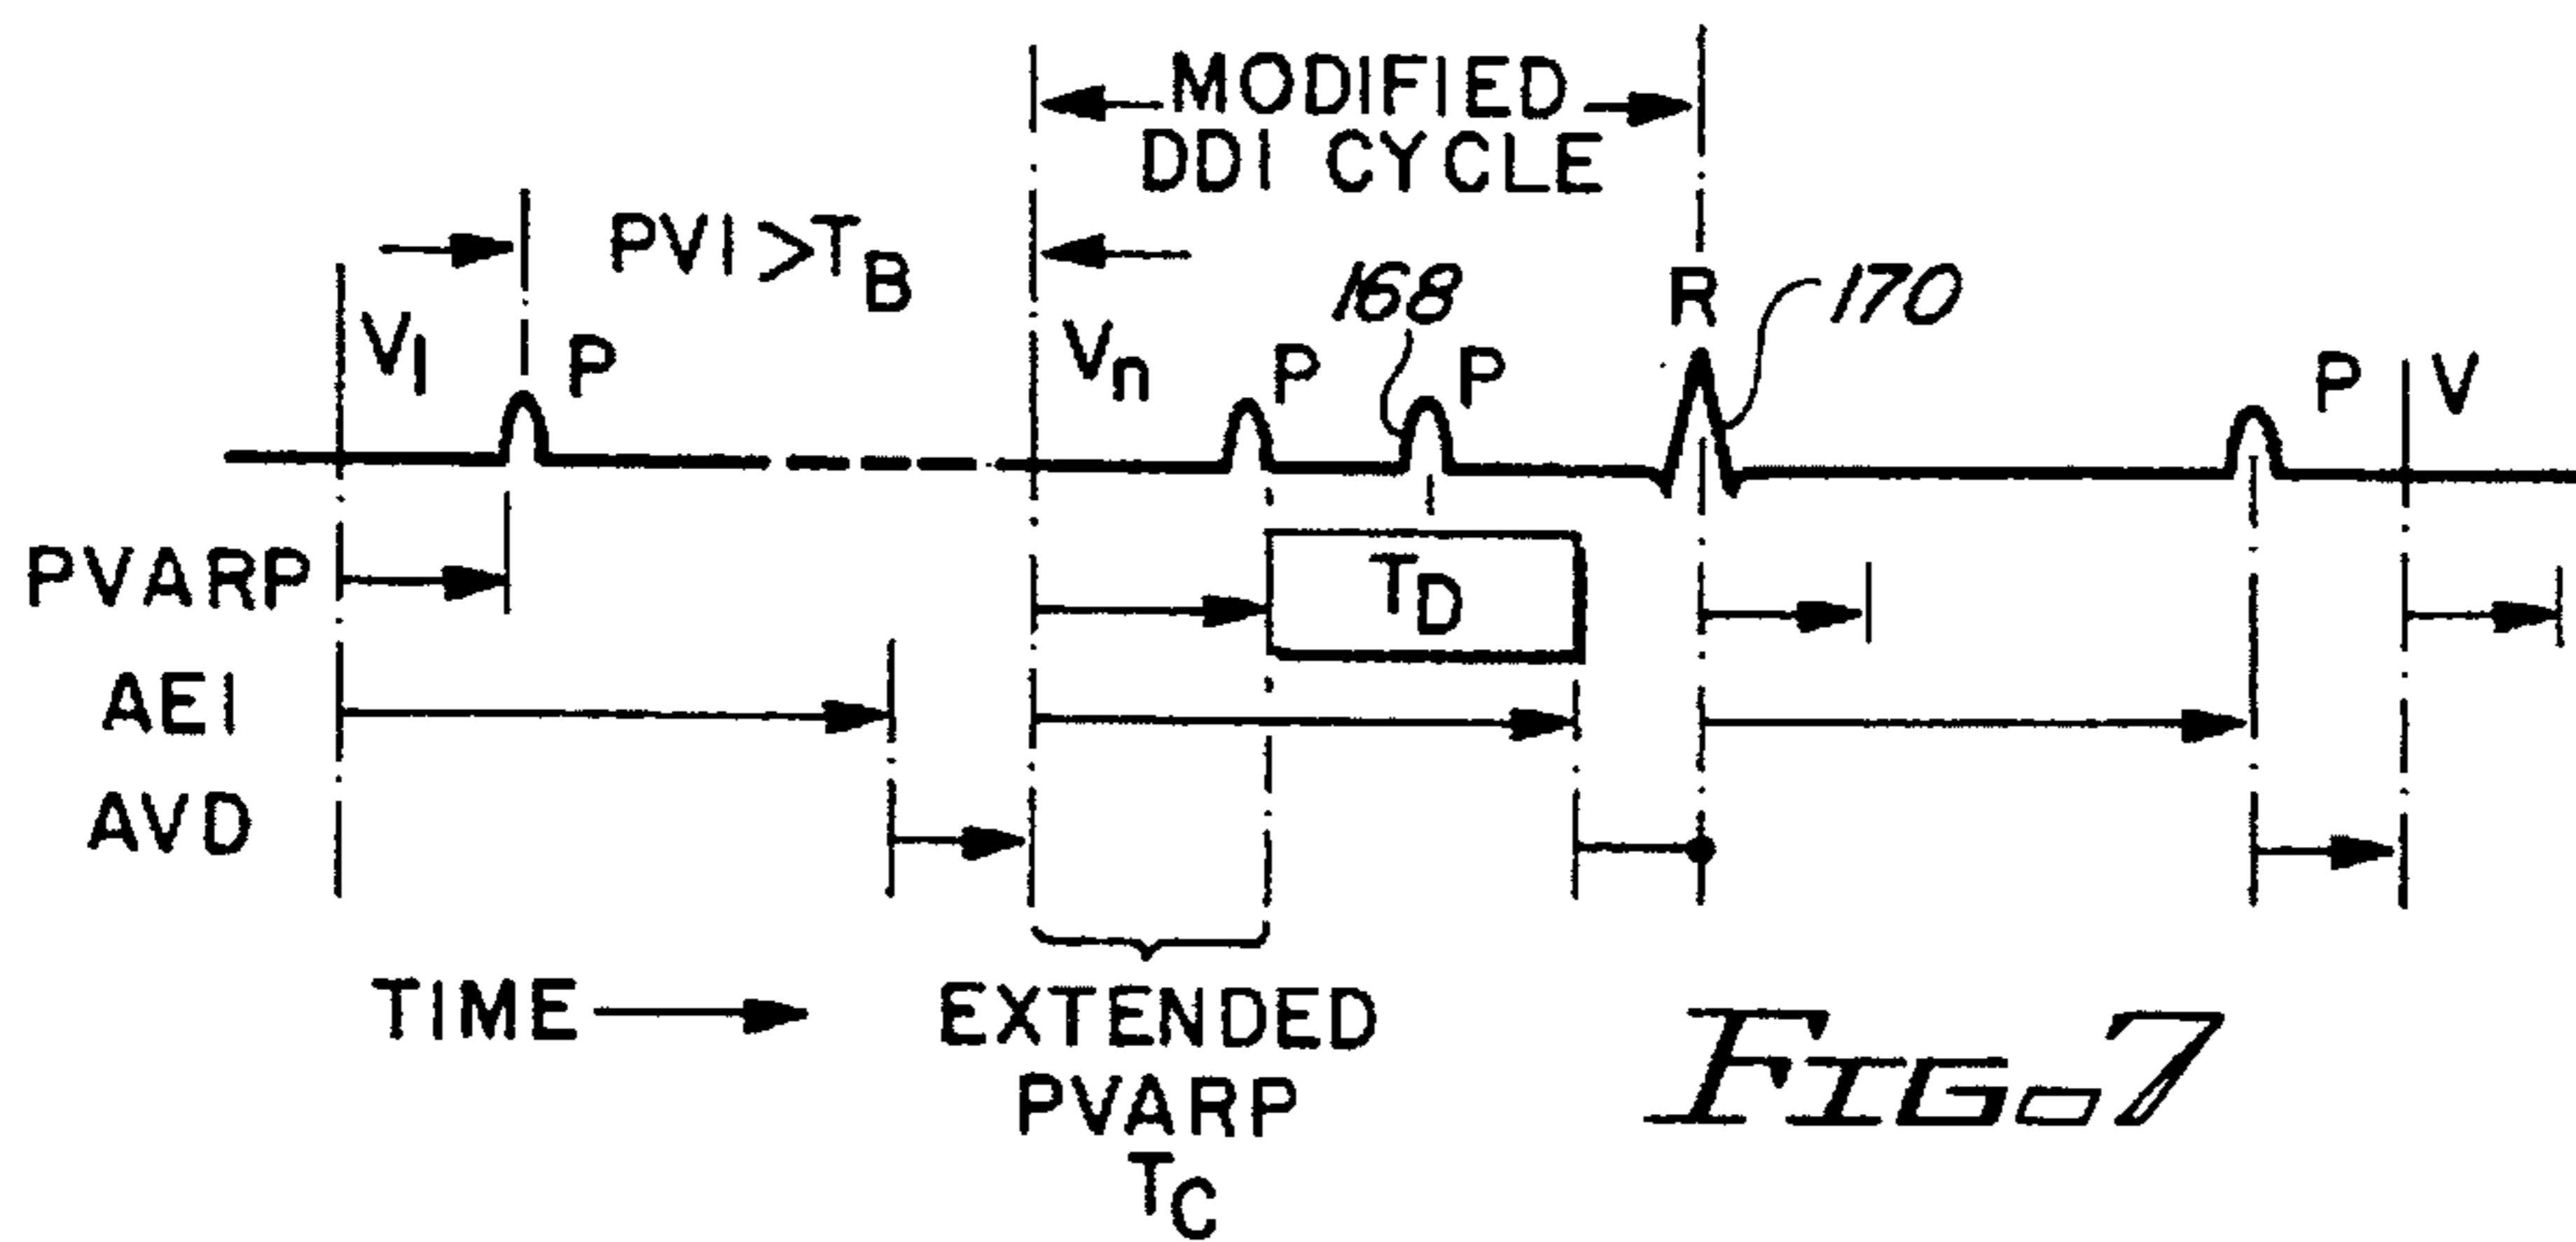 MODIFIED
DDI CYCLE
PVI > T_B
V_1
P
V_n
P
168
P
R
170
P
V
PVARP
T_D
AEI
AVD
TIME
EXTENDED
PVARP
T_C
FIG-7